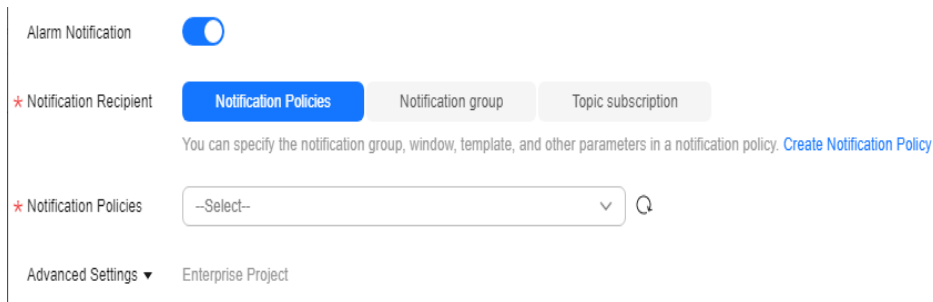 Alarm Notification
* Notification Recipient Notification Policies Notification group Topic subscription
You can specify the notification group, window, template, and other parameters in a notification policy. Create Notification Policy
* Notification Policies --Select--
Advanced Settings ▼ Enterprise Project